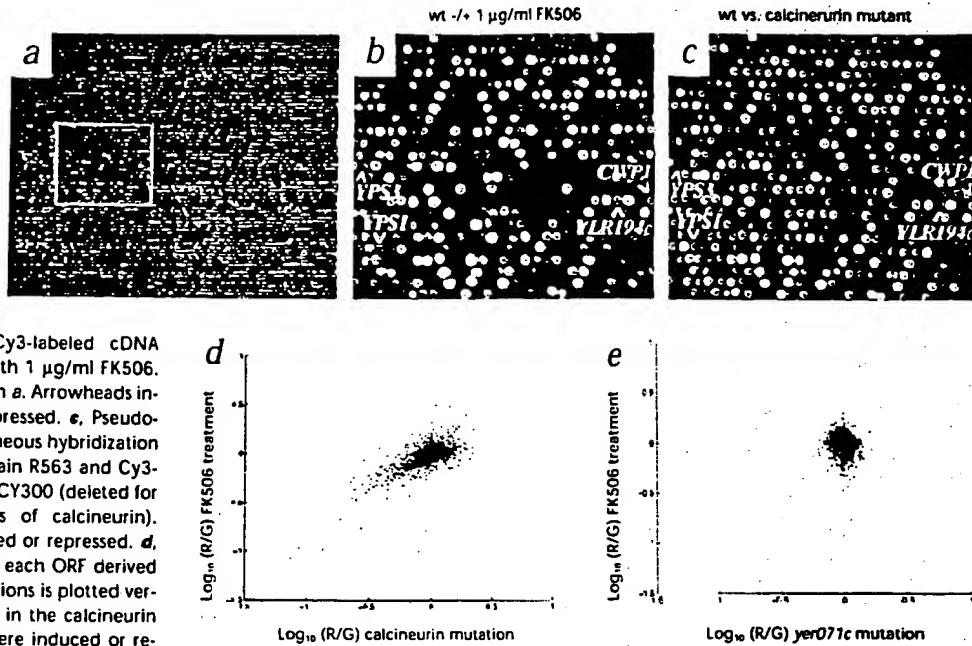 wt -/+ 1 µg/ml FK506
wt vs. calcinerurin mutant
a
b
c
CWP1
YPS3
YPS1
YLR194c
CWP1
YPS3
YPS1
YLR194c
Cy3-labeled cDNA
th 1 µg/ml FK506.
n a. Arrowheads in-
pressed. c, Pseudo-
neous hybridization
ain R563 and Cy3-
CY300 (deleted for
s of calcineurin).
ed or repressed. d,
each ORF derived
ions is plotted ver-
in the calcineurin
ere induced or re-
d
Log₁₀ (R/G) FK506 treatment
Log₁₀ (R/G) calcineurin mutation
e
Log₁₀ (R/G) FK506 treatment
Log₁₀ (R/G) yer071c mutation